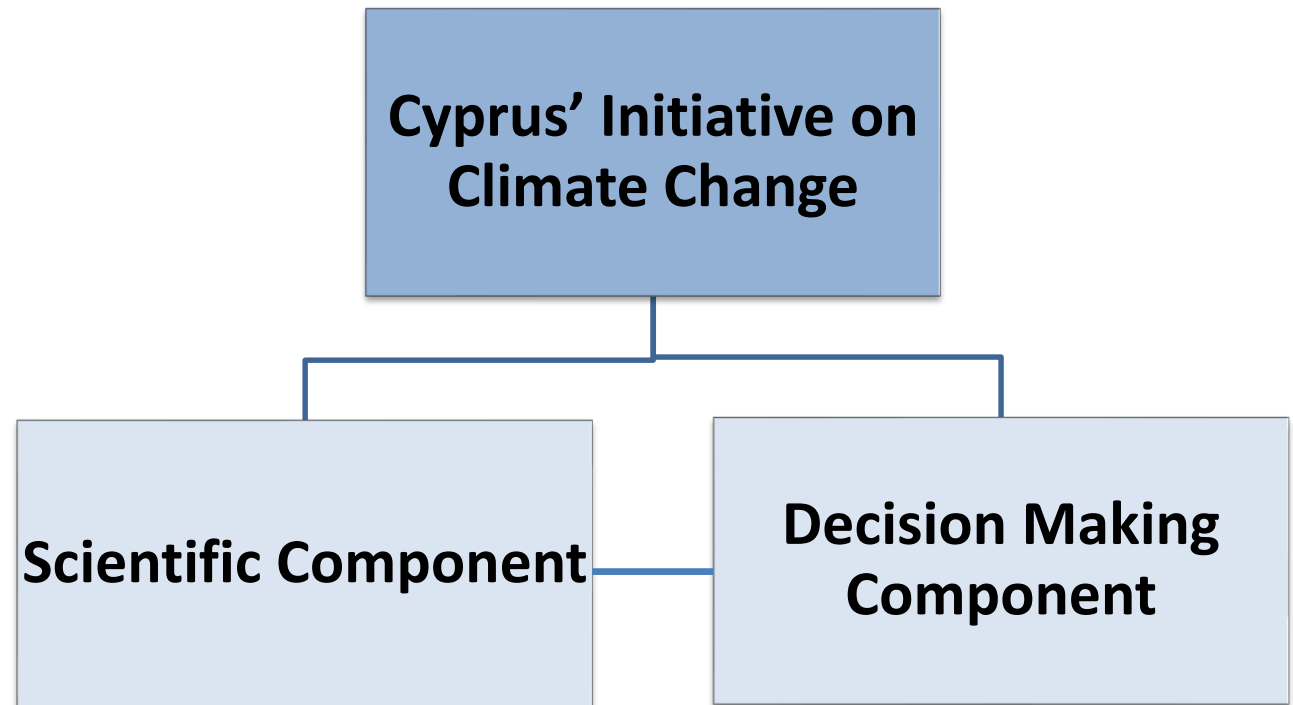 Cyprus’ Initiative on
Climate Change
Scientific Component
Decision Making
Component